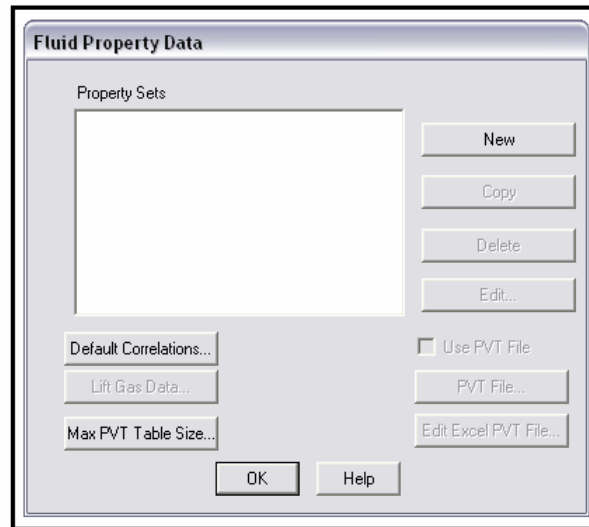 Fluid Property Data
Property Sets
New
Copy
Delete
Edit...
Default Correlations...
Use PVT File
Lift Gas Data...
PVT File...
Max PVT Table Size...
Edit Excel PVT File...
OK
Help